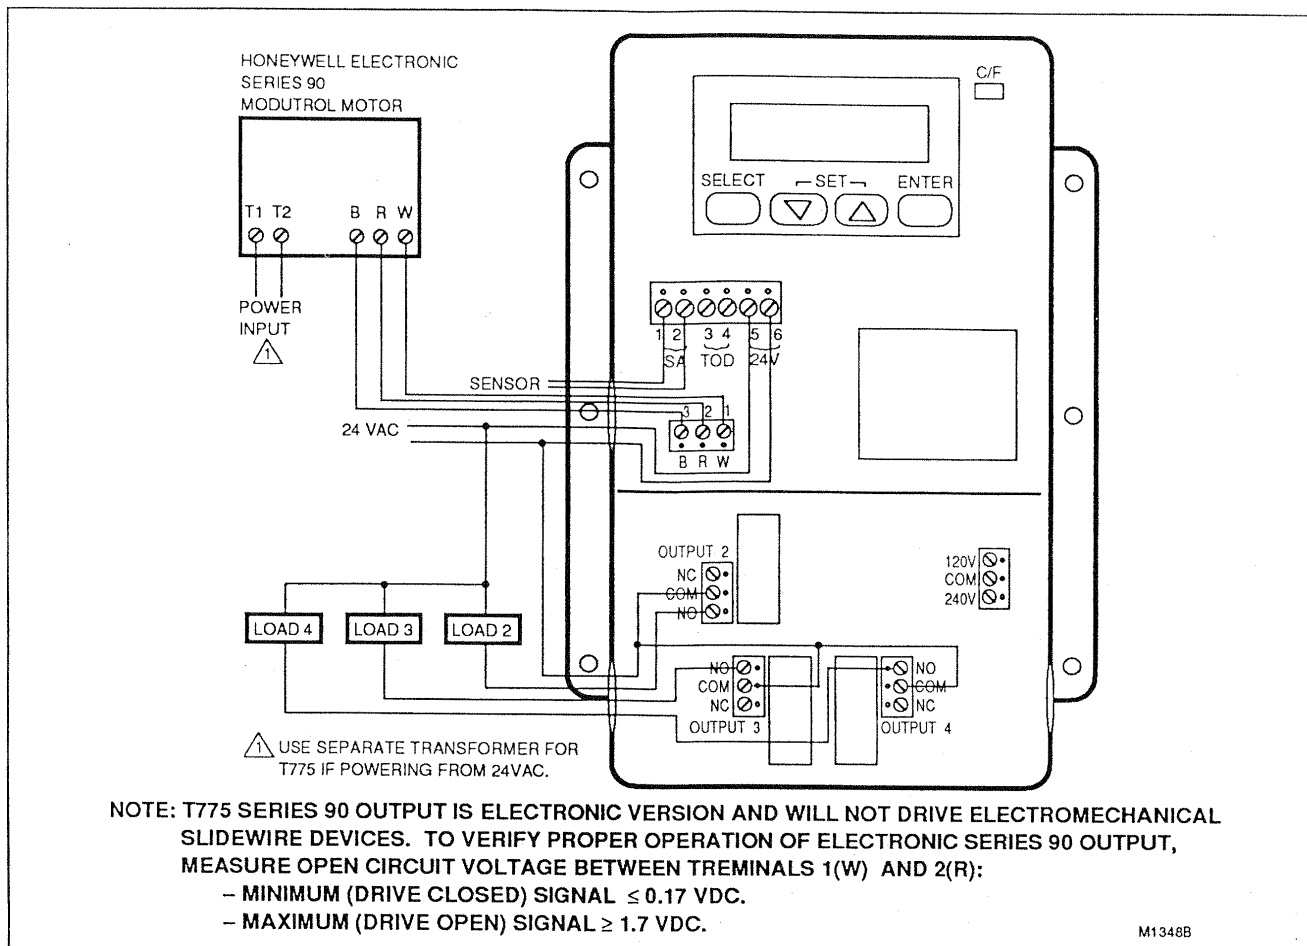 HONEYWELL ELECTRONIC
SERIES 90
MODUTROL MOTOR
T1 T2 B R W
POWER
INPUT
1
C/F
SELECT SET ENTER
1 2 3 4 5 6
SA TOD 24V
SENSOR
3 2 1
24 VAC
B R W
OUTPUT 2
NC
COM
NO
120V
COM
240V
LOAD 4 LOAD 3 LOAD 2
NO
COM
NC
OUTPUT 3
NO
COM
NC
OUTPUT 4
1 USE SEPARATE TRANSFORMER FOR
T775 IF POWERING FROM 24VAC.
NOTE: T775 SERIES 90 OUTPUT IS ELECTRONIC VERSION AND WILL NOT DRIVE ELECTROMECHANICAL
SLIDEWIRE DEVICES. TO VERIFY PROPER OPERATION OF ELECTRONIC SERIES 90 OUTPUT,
MEASURE OPEN CIRCUIT VOLTAGE BETWEEN TREMINALS 1(W) AND 2(R):
– MINIMUM (DRIVE CLOSED) SIGNAL ≤ 0.17 VDC.
– MAXIMUM (DRIVE OPEN) SIGNAL ≥ 1.7 VDC.
M1348B